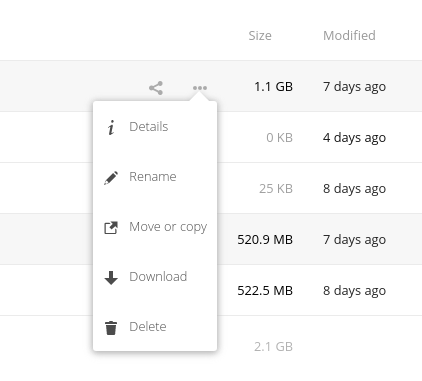 Size Modified
1.1 GB 7 days ago
Details 0 KB 4 days ago
Rename 25 KB 8 days ago
Move or copy 520.9 MB 7 days ago
Download 522.5 MB 8 days ago
Delete 2.1 GB